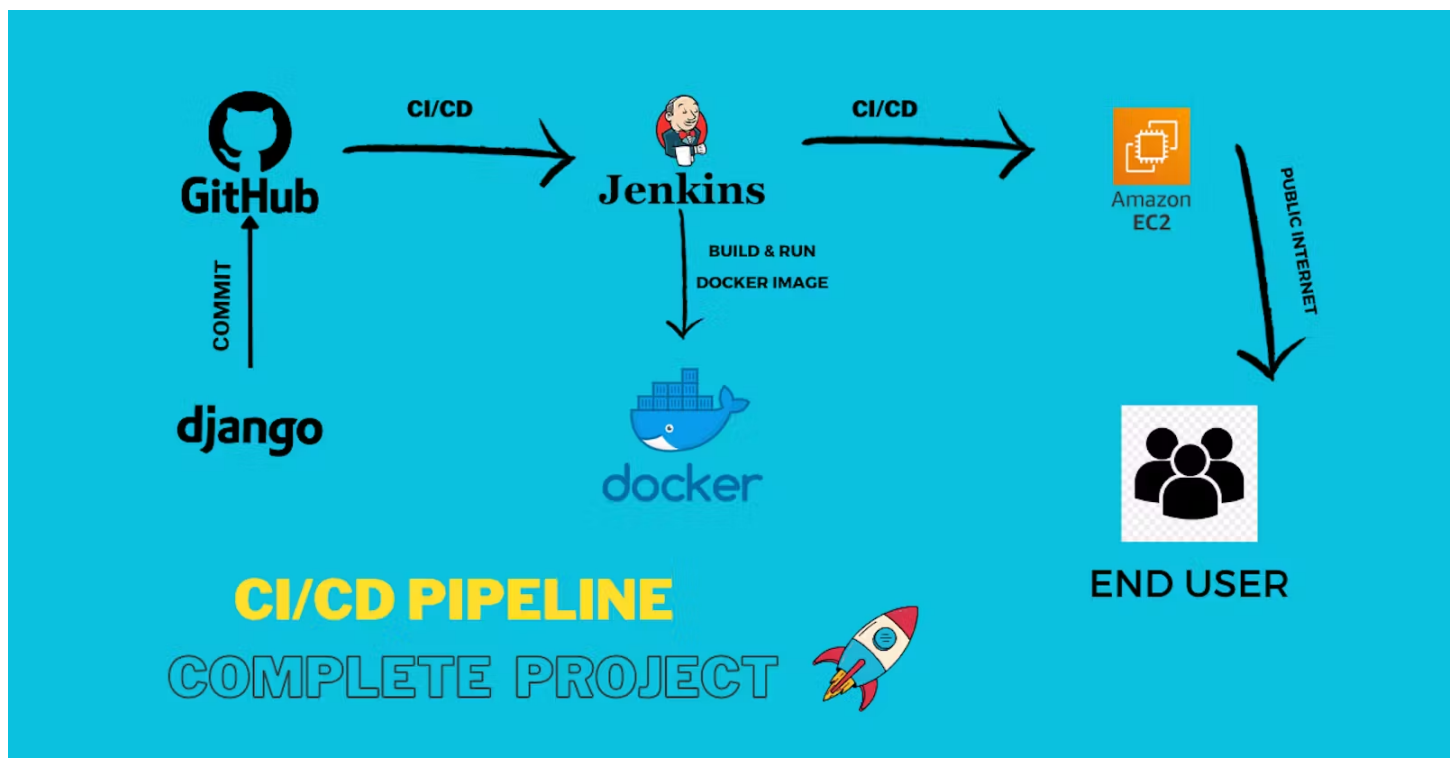 CI/CD
CI/CD
GitHub
Jenkins
Amazon
EC2
PUBLIC INTERNET
COMMIT
BUILD & RUN
DOCKER IMAGE
django
docker
END USER
CI/CD PIPELINE
COMPLETE PROJECT